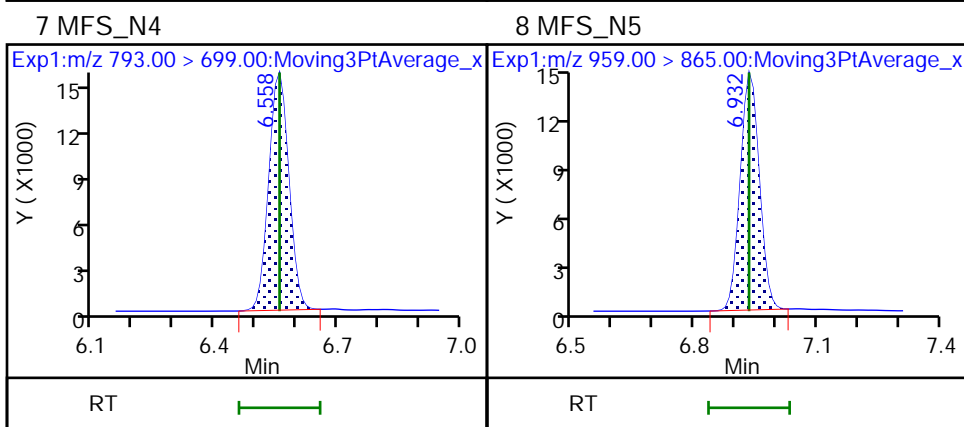 7 MFS_N4
8 MFS_N5
Exp1:m/z 793.00 > 699.00:Moving3PtAverage_x
Exp1:m/z 959.00 > 865.00:Moving3PtAverage_x
6.558
6.932
Y ( X1000)
15
12
9
6
3
0
6.1 6.4 6.7 7.0
Min
Y ( X1000)
15
12
9
6
3
0
6.5 6.8 7.1 7.4
Min
RT
RT